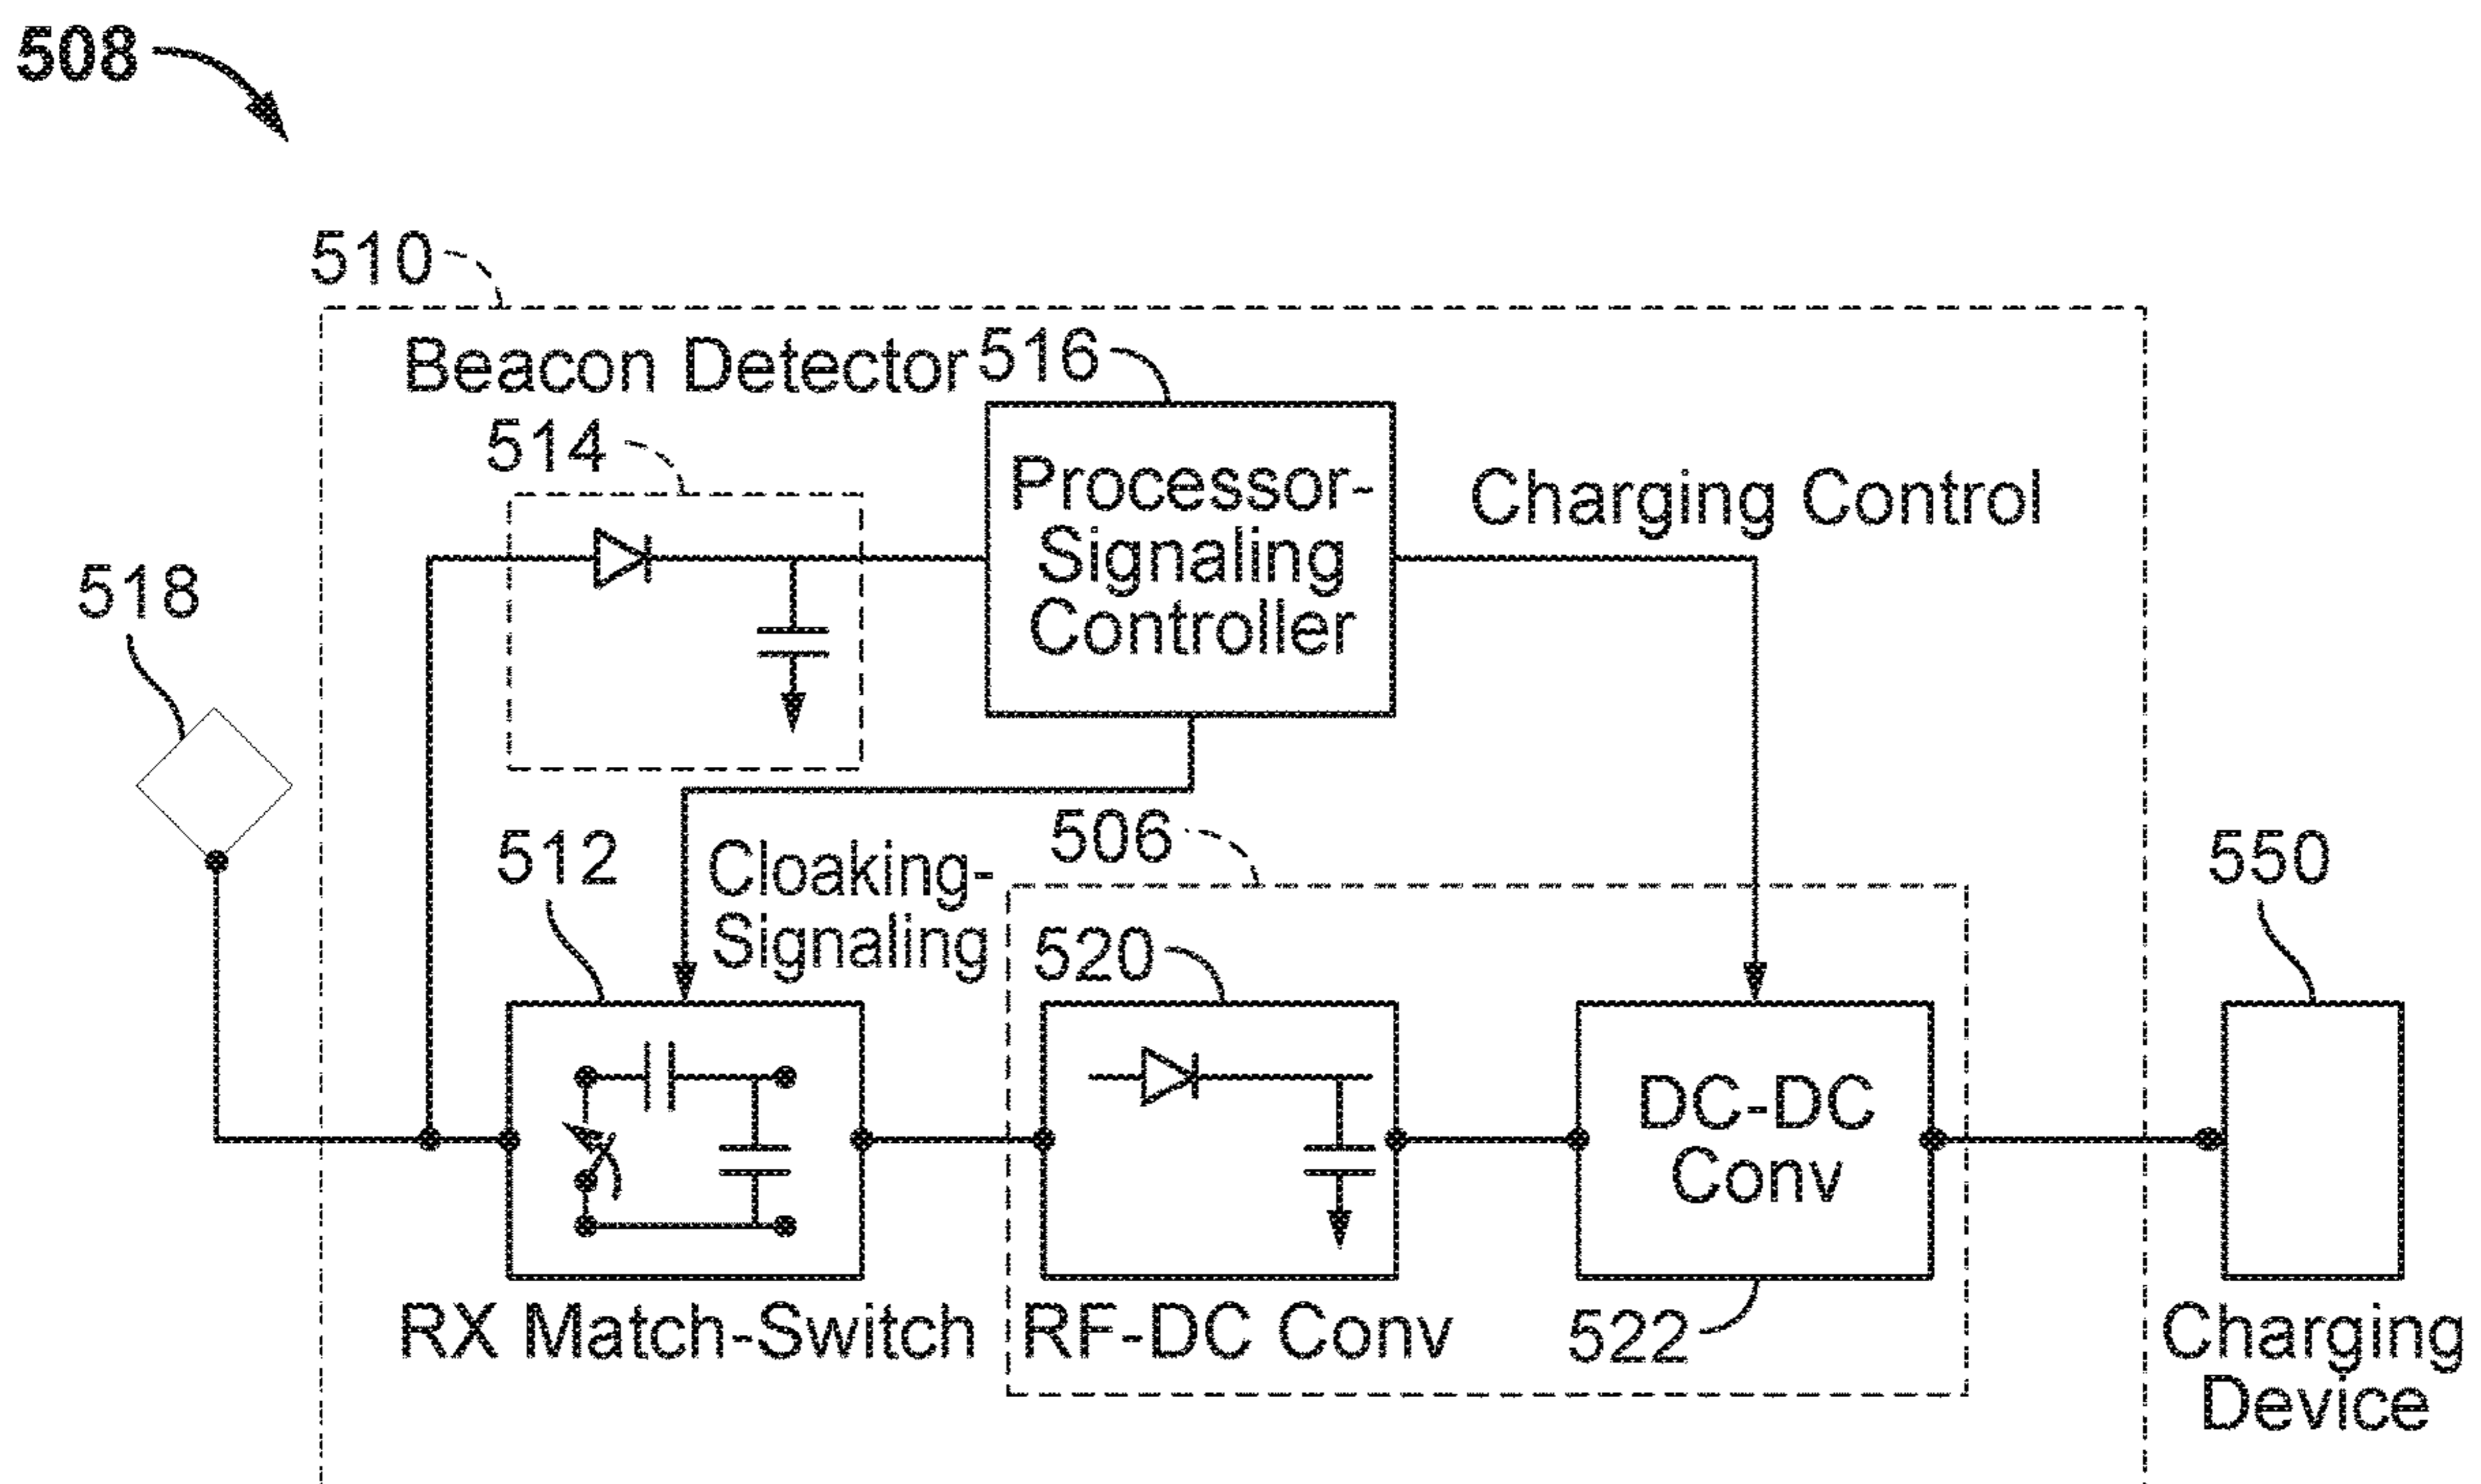 508
510
Beacon Detector
516
514
Processor-
Signaling
Controller
Charging Control
518
512
Cloaking-
Signaling
506
520
550
DC-DC
Conv
RX Match-Switch
RF-DC Conv
522
Charging
Device